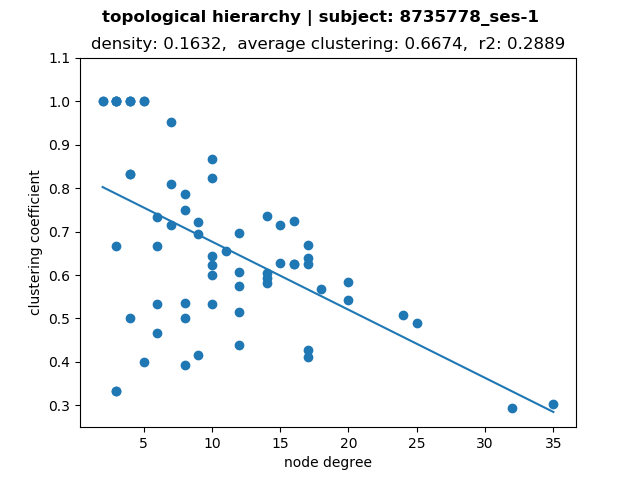 topological hierarchy | subject: 8735778_ses-1
density: 0.1632,  average clustering: 0.6674,  r2: 0.2889
1.1
1.0
0.9
0.8
0.7
0.6
0.5
0.4
0.3
clustering coefficient
5 10 15 20 25 30 35
node degree